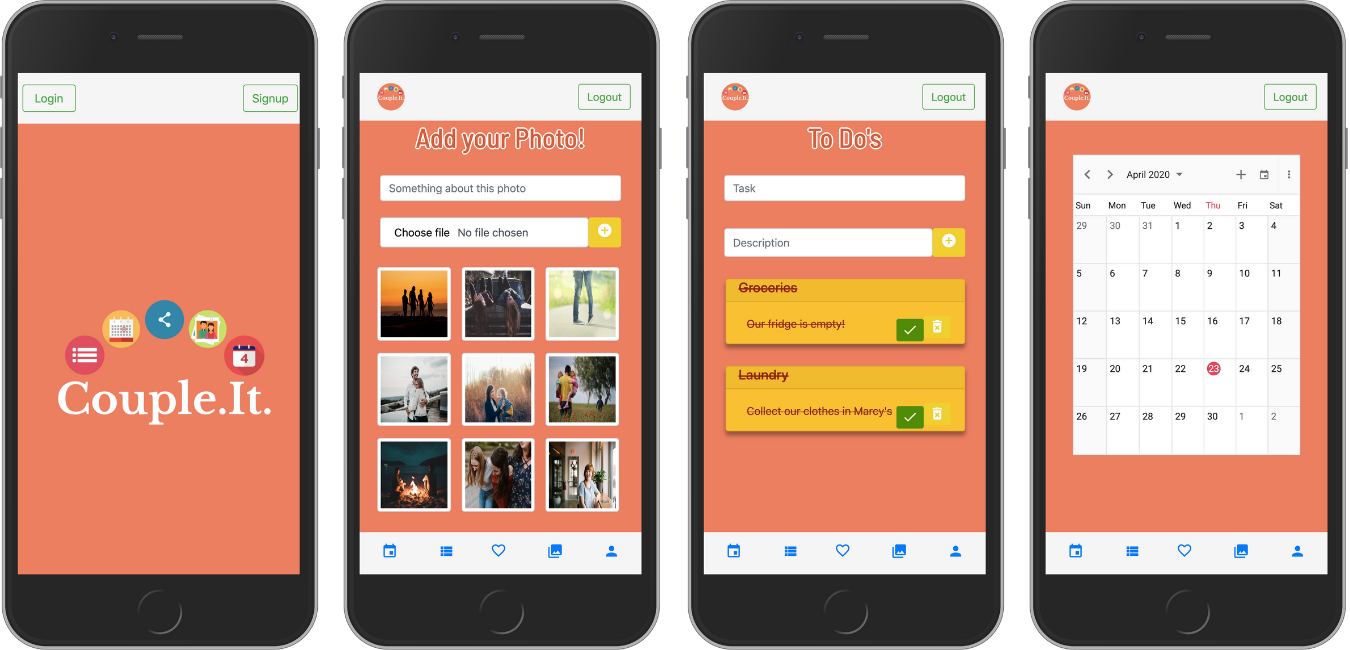 Login
Signup
4
Couple.It.
Couple.It.
Logout
Add your Photo!
Something about this photo
Choose file No file chosen
Couple.It.
Logout
To Do's
Task
Description
Groceries
Our fridge is empty!
Laundry
Collect our clothes in Marcy's
Couple.It.
Logout
April 2020
Sun Mon Tue Wed Thu Fri Sat
29 30 31 1 2 3 4
5 6 7 8 9 10 11
12 13 14 15 16 17 18
19 20 21 22 23 24 25
26 27 28 29 30 1 2